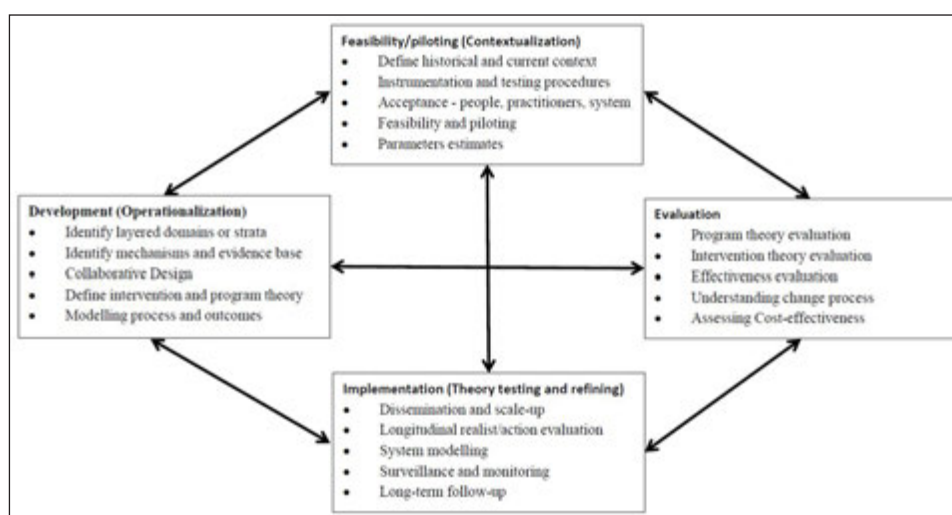 Feasibility/piloting (Contextualization)
• Define historical and current context
• Instrumentation and testing procedures
• Acceptance - people, practitioners, system
• Feasibility and piloting
• Parameters estimates
Development (Operationalization)
• Identify layered domains or strata
• Identify mechanisms and evidence base
• Collaborative Design
• Define intervention and program theory
• Modelling process and outcomes
Evaluation
• Program theory evaluation
• Intervention theory evaluation
• Effectiveness evaluation
• Understanding change process
• Assessing Cost-effectiveness
Implementation (Theory testing and refining)
• Dissemination and scale-up
• Longitudinal realist/action evaluation
• System modelling
• Surveillance and monitoring
• Long-term follow-up